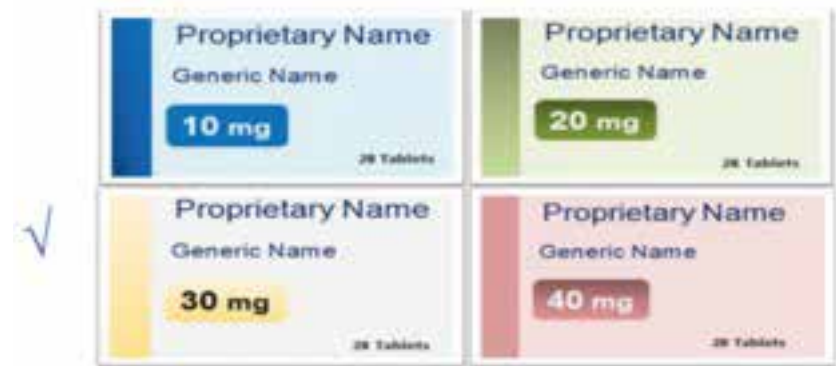 Proprietary Name
Generic Name
10 mg
28 Tablets
Proprietary Name
Generic Name
20 mg
28 Tablets
√
Proprietary Name
Generic Name
30 mg
28 Tablets
Proprietary Name
Generic Name
40 mg
28 Tablets